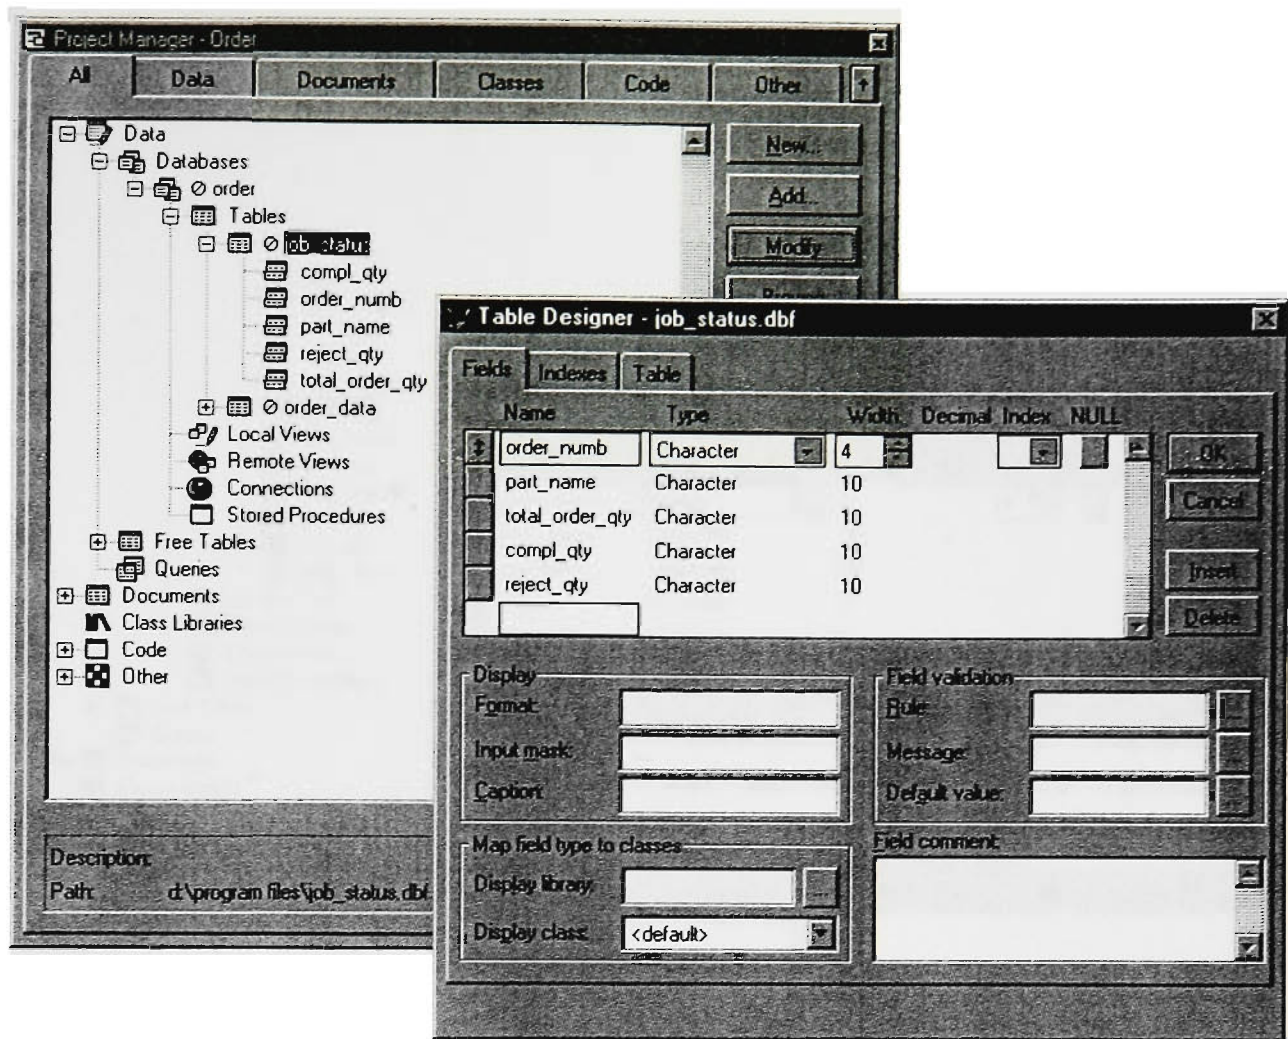 Project Manager - Order
All Data Documents Classes Code Other
Data
Databases
order
Tables
job_status
compl_qty
order_numb
part_name
reject_qty
total_order_qty
order_data
Local Views
Remote Views
Connections
Stored Procedures
Free Tables
Queries
Documents
Class Libraries
Code
Other
New...
Add...
Modify
Browse
Description:
Path: d:\program files\job_status.dbf
Table Designer - job_status.dbf
Fields Indexes Table
Name Type Width Decimal Index NULL
order_numb Character 4
part_name Character 10
total_order_qty Character 10
compl_qty Character 10
reject_qty Character 10
OK
Cancel
Insert
Delete
Display
Format:
Input mask:
Caption:
Field validation
Rule:
Message:
Default value:
Map field type to classes
Display library: ...
Display class: <default>
Field comment: